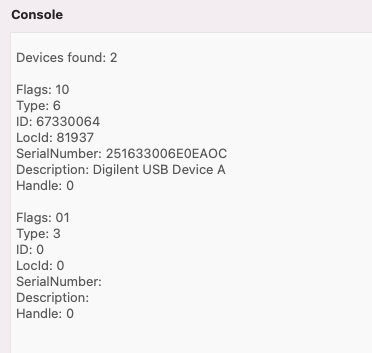 Console
Devices found: 2
Flags: 10
Type: 6
ID: 67330064
LocId: 81937
SerialNumber: 251633006E0EAOC
Description: Digilent USB Device A
Handle: 0
Flags: 01
Type: 3
ID: 0
LocId: 0
SerialNumber:
Description:
Handle: 0